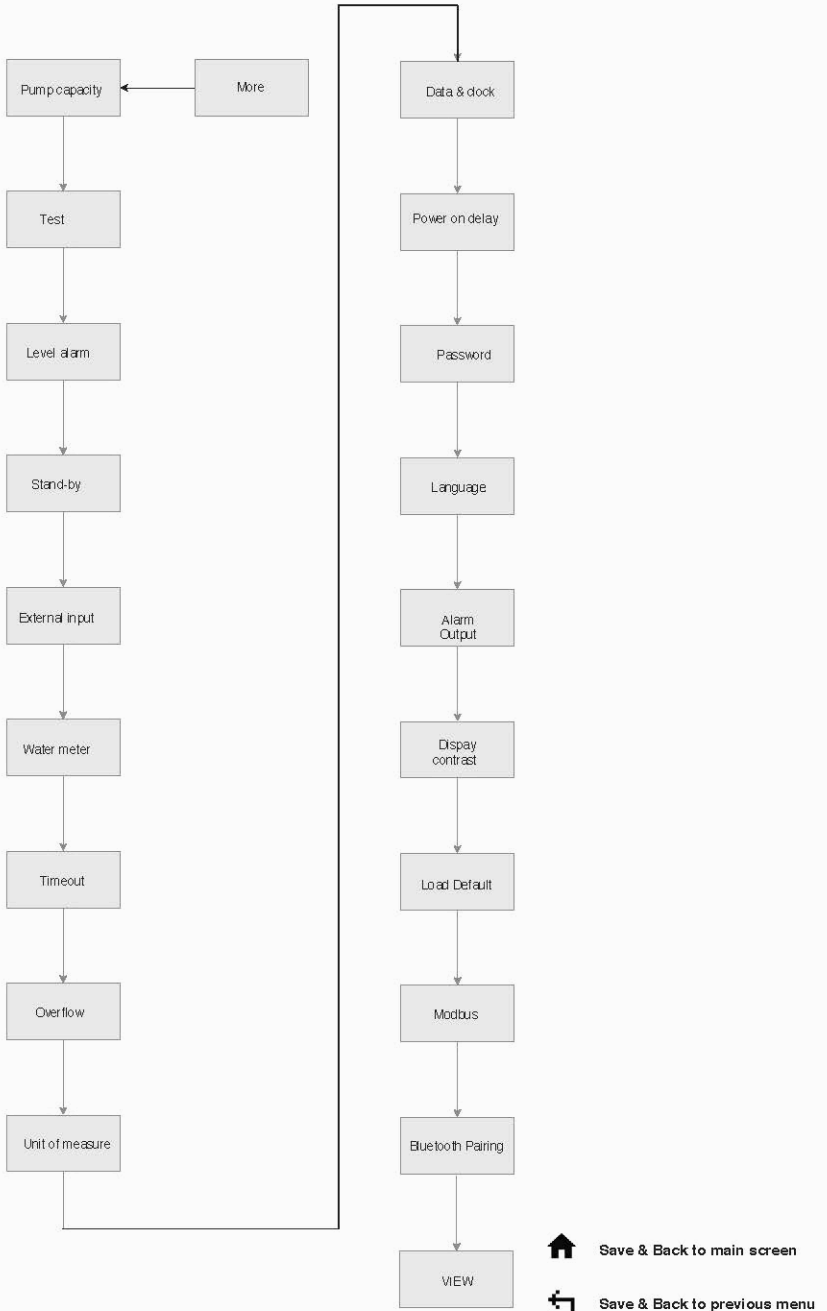 More
Pump capacity
Test
Level alarm
Stand-by
External input
Water meter
Timeout
Overflow
Unit of measure
Data & clock
Power on delay
Password
Language
Alarm
Output
Dispay
contrast
Load Default
Modbus
Bluetooth Pairing
VIEW
Save & Back to main screen
Save & Back to previous menu